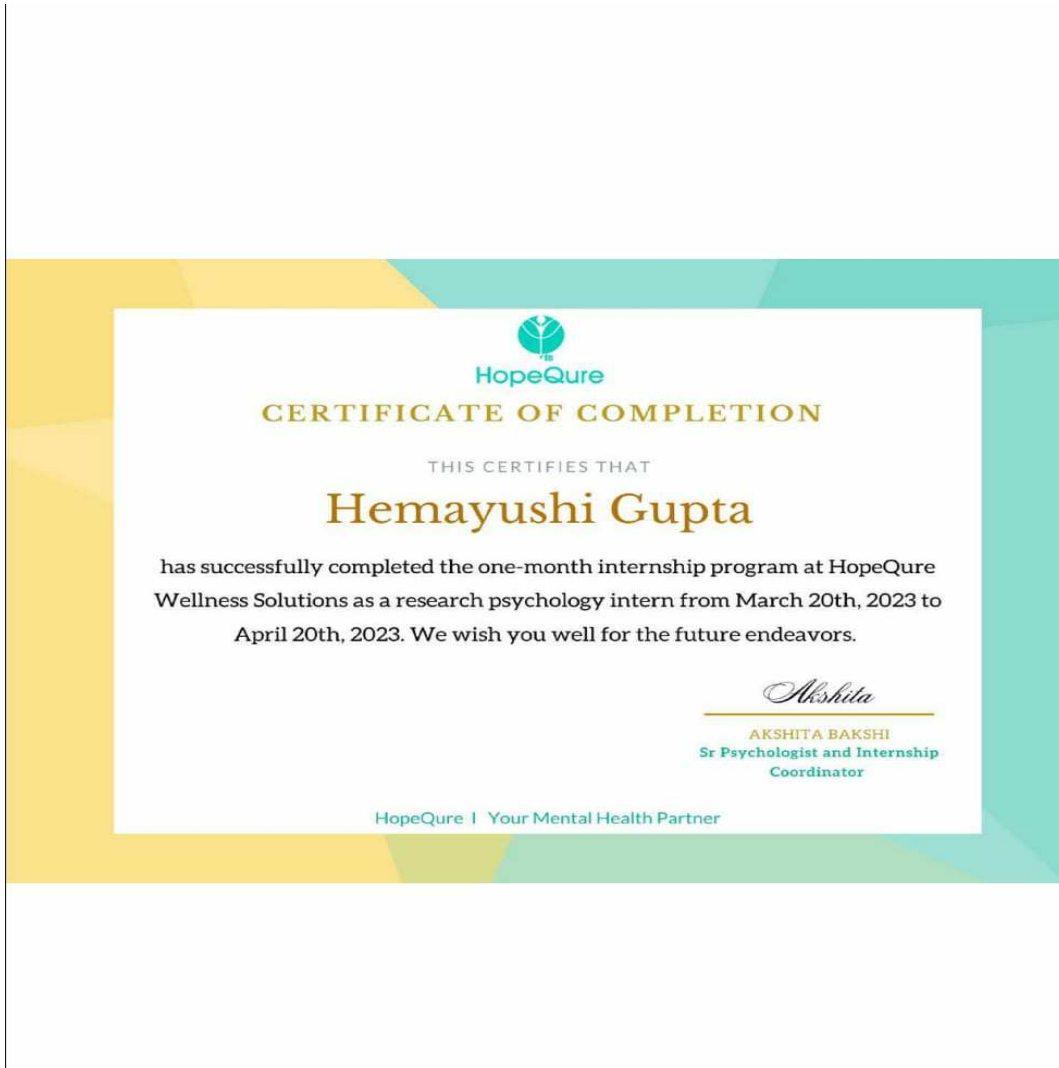 HopeQure
CERTIFICATE OF COMPLETION
THIS CERTIFIES THAT
Hemayushi Gupta
has successfully completed the one-month internship program at HopeQure
Wellness Solutions as a research psychology intern from March 20th, 2023 to
April 20th, 2023. We wish you well for the future endeavors.
Akshita
AKSHITA BAKSHI
Sr Psychologist and Internship
Coordinator
HopeQure I Your Mental Health Partner